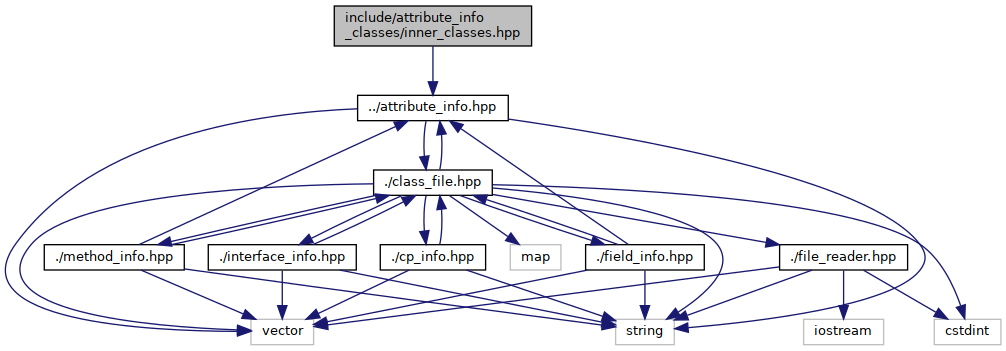 include/attribute_info
_classes/inner_classes.hpp
../attribute_info.hpp
./class_file.hpp
./method_info.hpp
./interface_info.hpp
./cp_info.hpp
map
./field_info.hpp
./file_reader.hpp
vector
string
iostream
cstdint